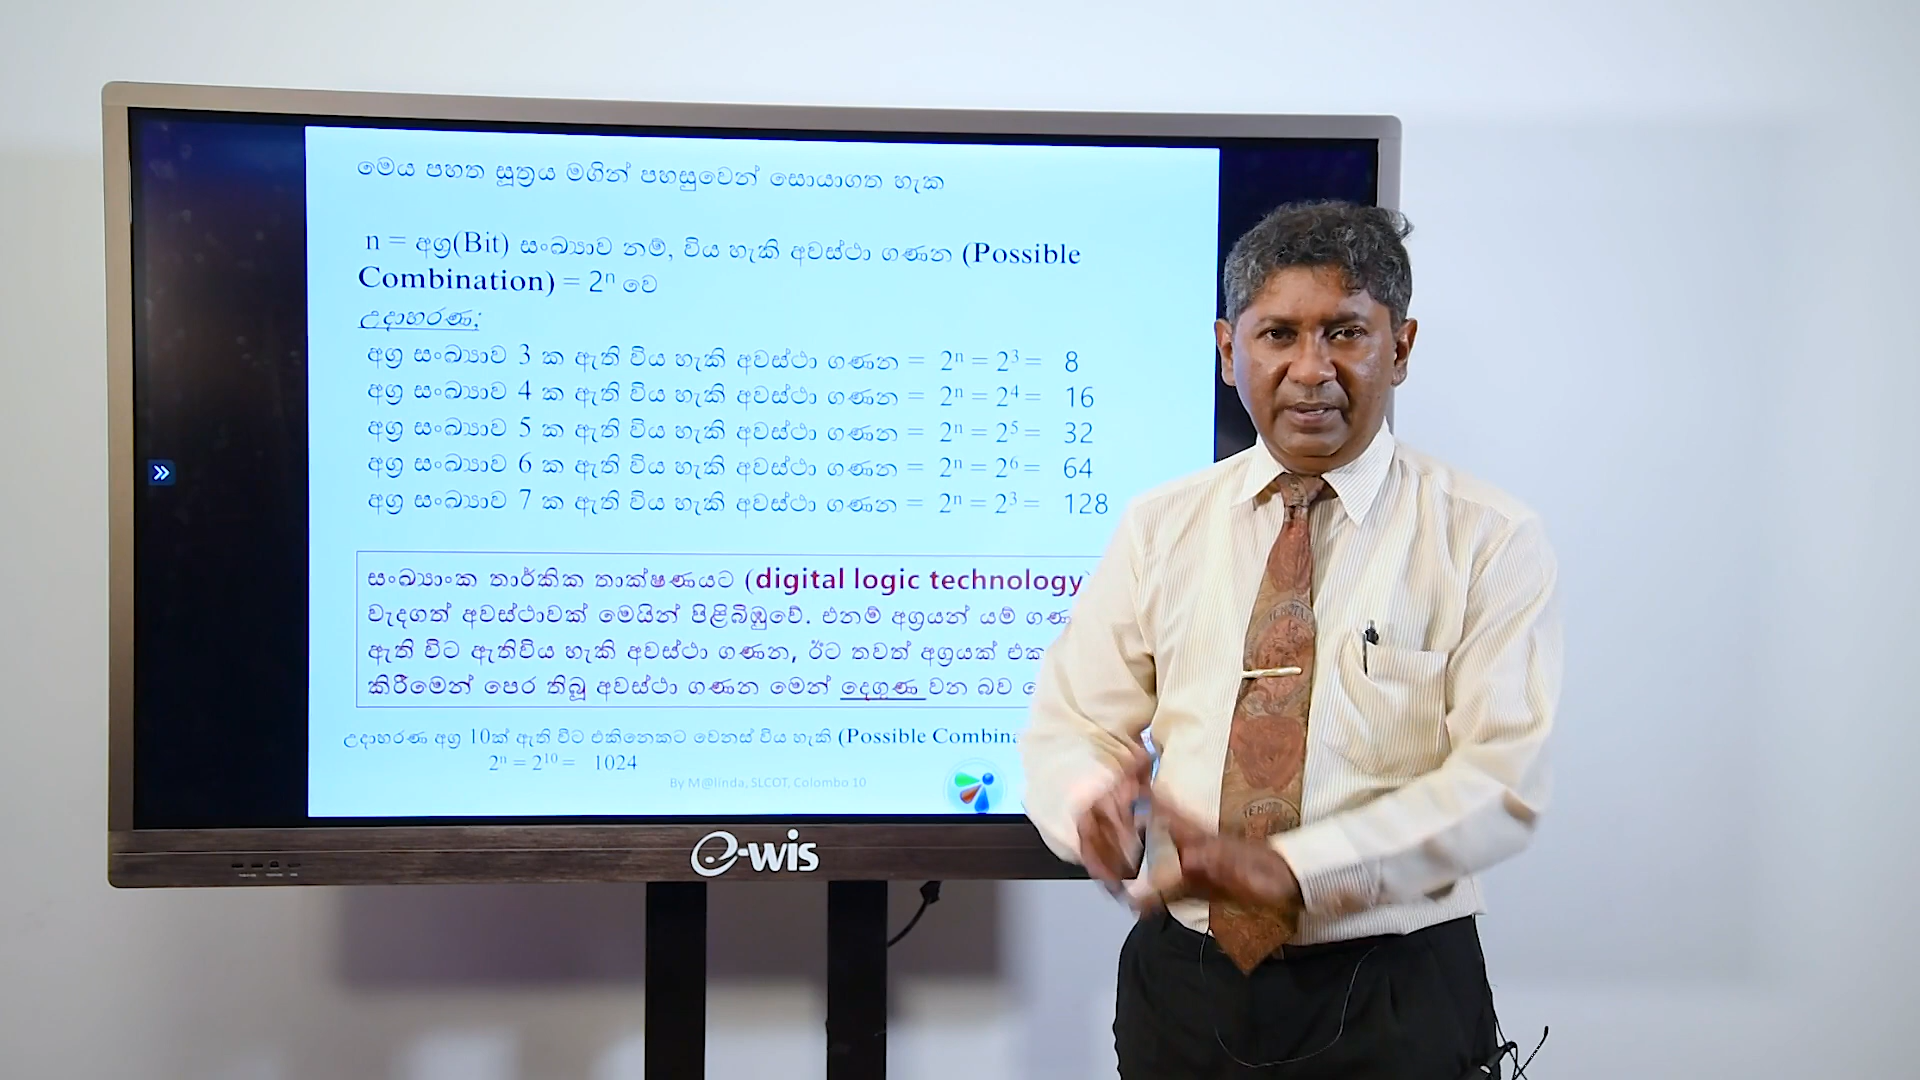 මෙය පහත සූත්‍රය මගින් පහසුවෙන් සොයාගත හැක
n = අග්‍ර(Bit) සංඛ්‍යාව නම්, විය හැකි අවස්ථා ගණන (Possible
Combination) = 2ⁿ වේ
උදාහරණ;
අග්‍ර සංඛ්‍යාව 3 ක ඇති විය හැකි අවස්ථා ගණන = 2ⁿ = 2³ = 8
අග්‍ර සංඛ්‍යාව 4 ක ඇති විය හැකි අවස්ථා ගණන = 2ⁿ = 2⁴ = 16
අග්‍ර සංඛ්‍යාව 5 ක ඇති විය හැකි අවස්ථා ගණන = 2ⁿ = 2⁵ = 32
අග්‍ර සංඛ්‍යාව 6 ක ඇති විය හැකි අවස්ථා ගණන = 2ⁿ = 2⁶ = 64
අග්‍ර සංඛ්‍යාව 7 ක ඇති විය හැකි අවස්ථා ගණන = 2ⁿ = 2³ = 128
සංඛ්‍යාංක තාර්කික තාක්ෂණයට (digital logic technology)
වැදගත් අවස්ථාවක් මෙයින් පිළිබිඹුවේ. එනම් අග්‍රයන් යම්
ඇති විට ඇතිවිය හැකි අවස්ථා ගණන, ඊට තවත් අග්‍රයක්
කිරීමෙන් පෙර තිබූ අවස්ථා ගණන මෙන් දෙගුණ වන බව
උදාහරණ අග්‍ර 10ක් ඇති විට එකිනෙකට වෙනස් විය හැකි (Possible
2ⁿ = 2¹⁰ = 1024
By M@linda, SLCOT, Colombo 10
e-wis